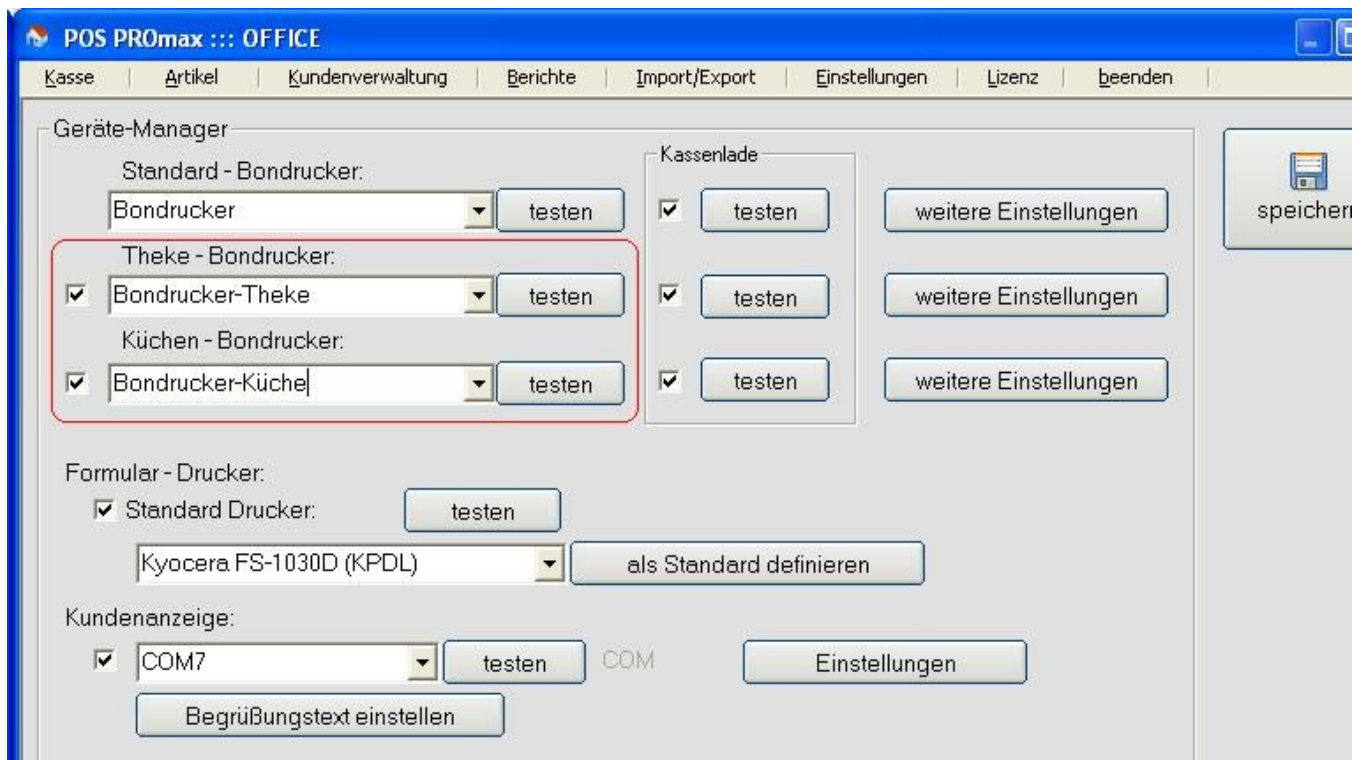 POS PROmax ::: OFFICE
Kasse | Artikel | Kundenverwaltung | Berichte | Import/Export | Einstellungen | Lizenz | beenden |
Geräte-Manager
Standard - Bondrucker:
Kassenlade
Bondrucker testen testen weitere Einstellungen
speichern
Theke - Bondrucker:
Bondrucker-Theke testen testen weitere Einstellungen
Küchen - Bondrucker:
Bondrucker-Küche testen testen weitere Einstellungen
Formular - Drucker:
Standard Drucker: testen
Kyocera FS-1030D (KPDL) als Standard definieren
Kundenanzeige:
COM7 testen COM Einstellungen
Begrüßungstext einstellen